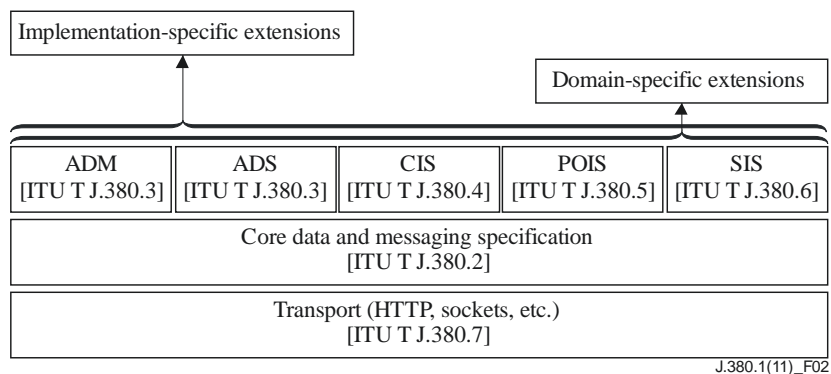 Implementation-specific extensions
Domain-specific extensions
ADM
[ITU T J.380.3]
ADS
[ITU T J.380.3]
CIS
[ITU T J.380.4]
POIS
[ITU T J.380.5]
SIS
[ITU T J.380.6]
Core data and messaging specification
[ITU T J.380.2]
Transport (HTTP, sockets, etc.)
[ITU T J.380.7]
J.380.1(11)_F02